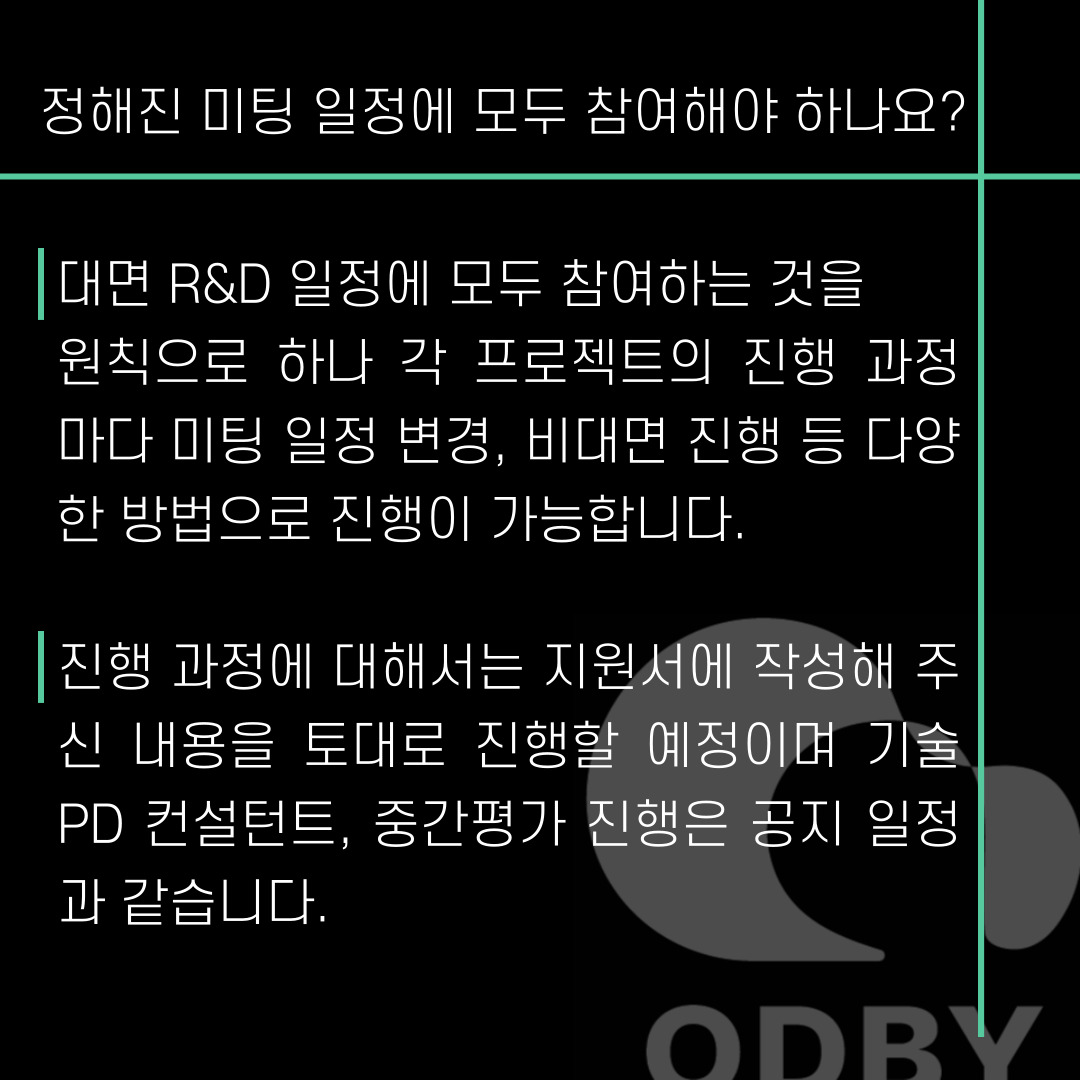 정해진 미팅 일정에 모두 참여해야 하나요?
대면 R&D 일정에 모두 참여하는 것을
원칙으로 하나 각 프로젝트의 진행 과정
마다 미팅 일정 변경, 비대면 진행 등 다양
한 방법으로 진행이 가능합니다.
진행 과정에 대해서는 지원서에 작성해 주
신 내용을 토대로 진행할 예정이며 기술
PD 컨설턴트, 중간평가 진행은 공지 일정
과 같습니다.
ODBY